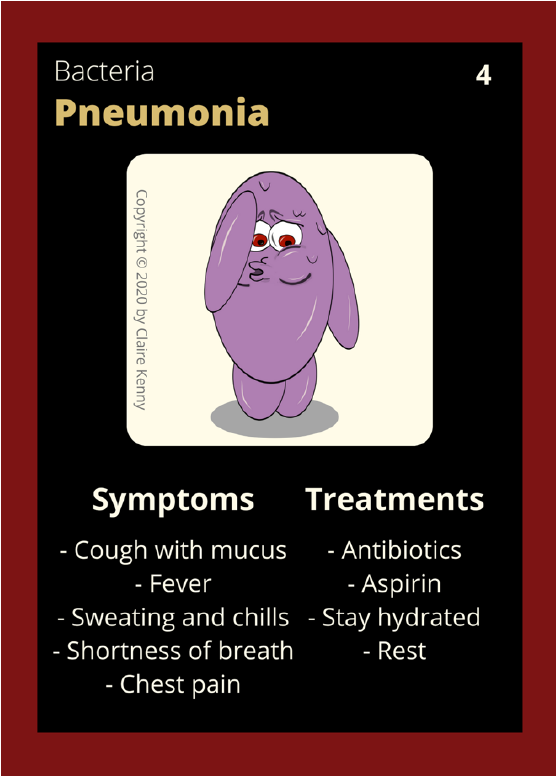 Bacteria
4
Pneumonia
Copyright © 2020 by Claire Kenny
Symptoms
- Cough with mucus
- Fever
- Sweating and chills
- Shortness of breath
- Chest pain
Treatments
- Antibiotics
- Aspirin
- Stay hydrated
- Rest